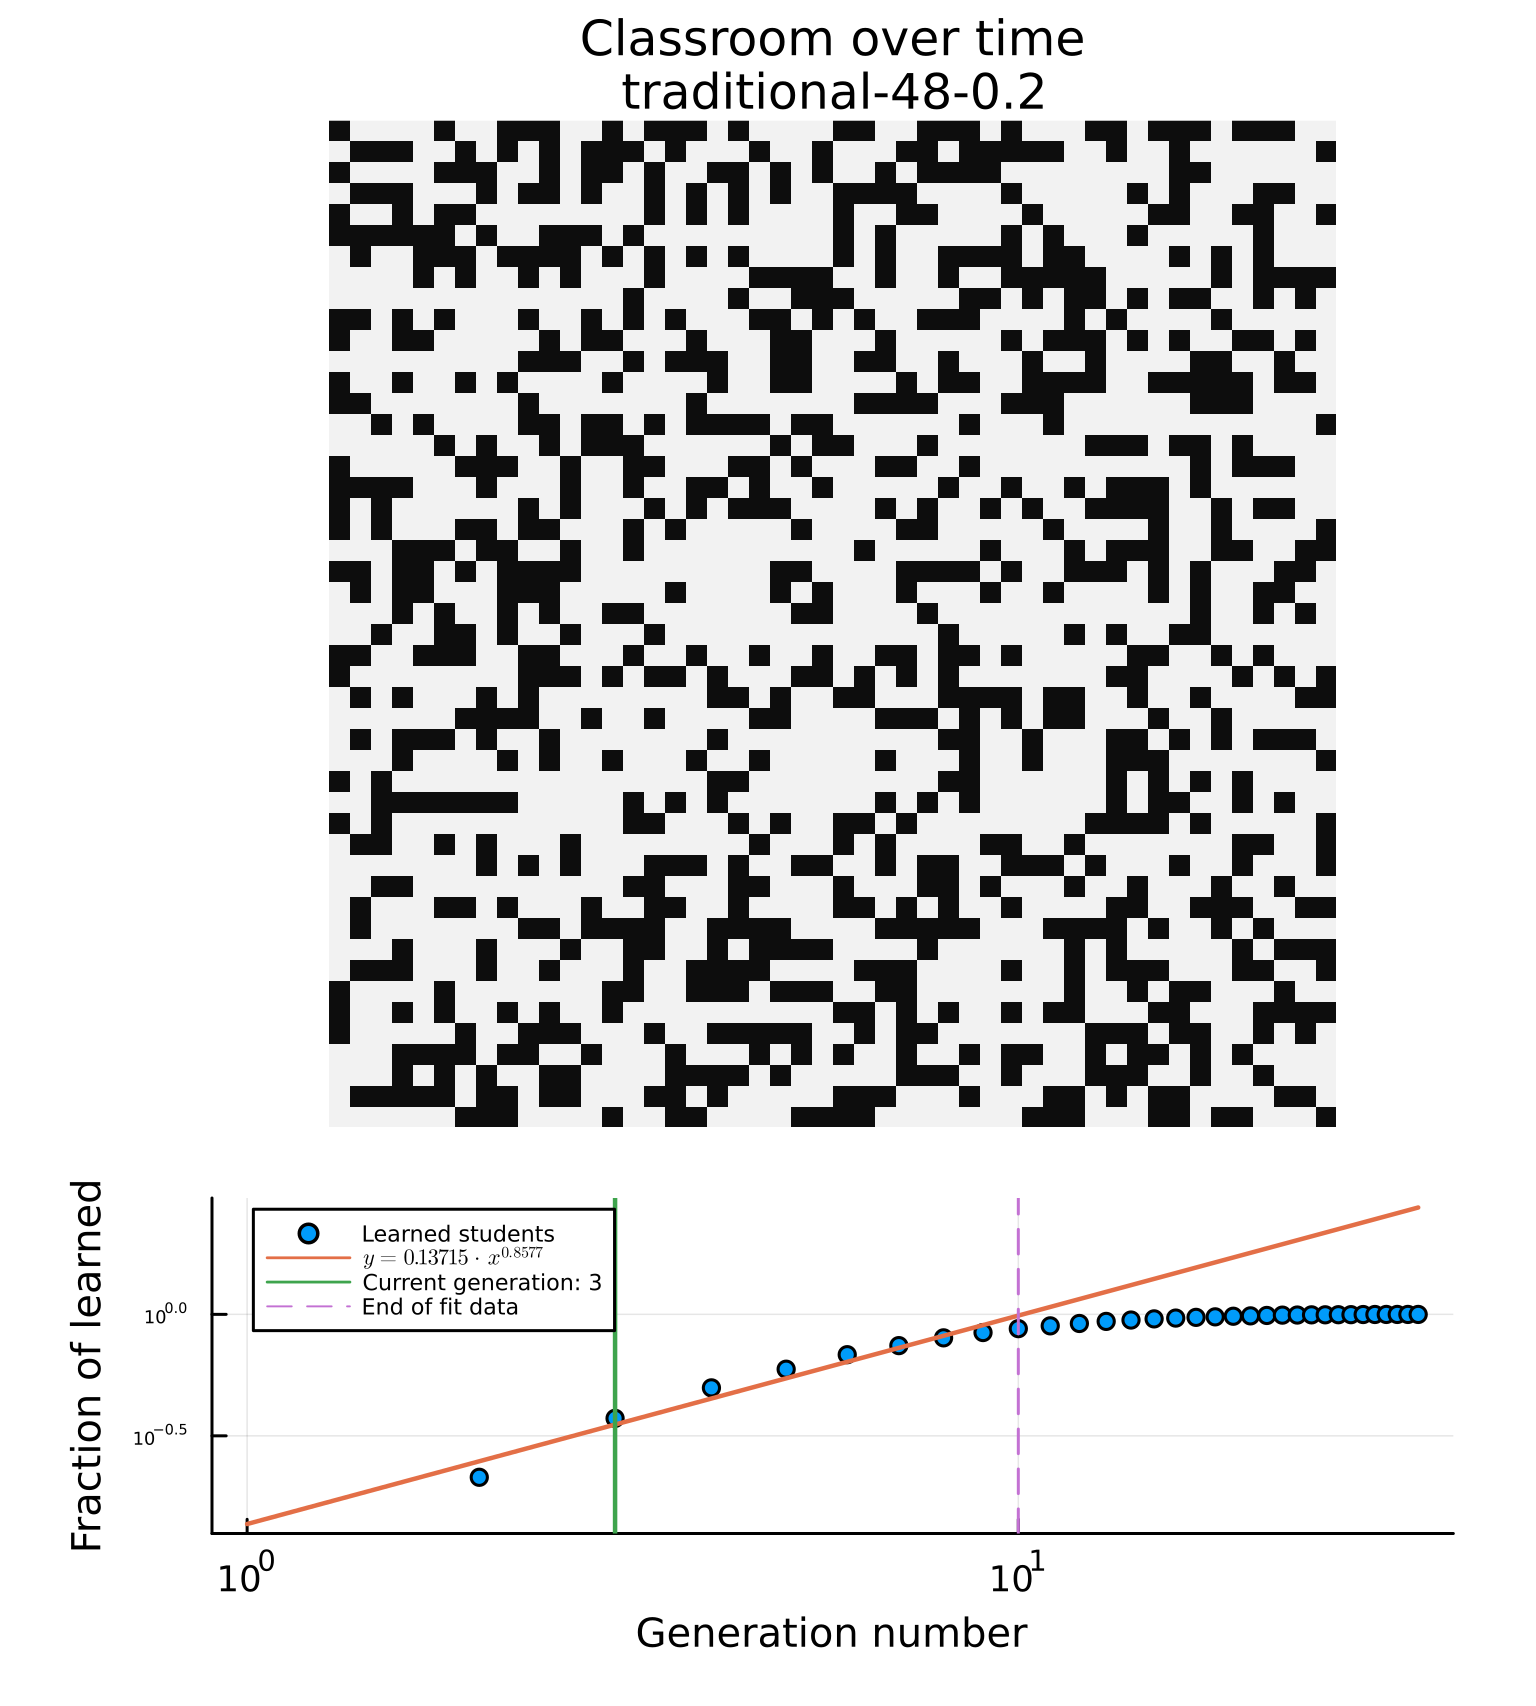 Classroom over time
traditional-48-0.2
Fraction of learned
Learned students
y = 0.13715 · x^0.8577
Current generation: 3
End of fit data
10^0.0
10^−0.5
10^0
10^1
Generation number